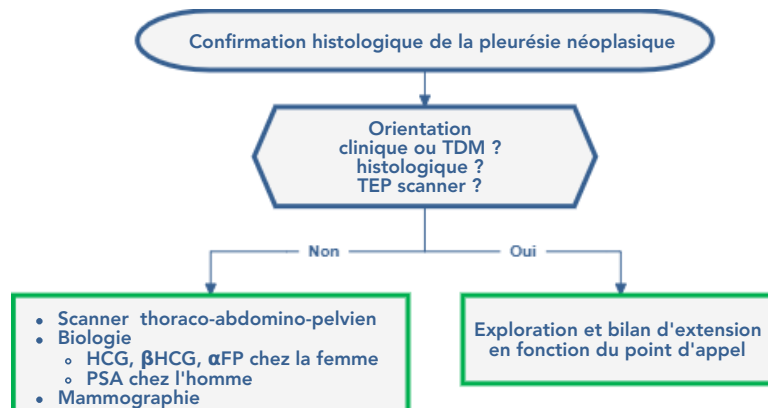 Confirmation histologique de la pleurésie néoplasique
Orientation
clinique ou TDM ?
histologique ?
TEP scanner ?
Non
Oui
• Scanner thoraco-abdomino-pelvien
• Biologie
∘ HCG, βHCG, αFP chez la femme
∘ PSA chez l'homme
• Mammographie
Exploration et bilan d'extension
en fonction du point d'appel